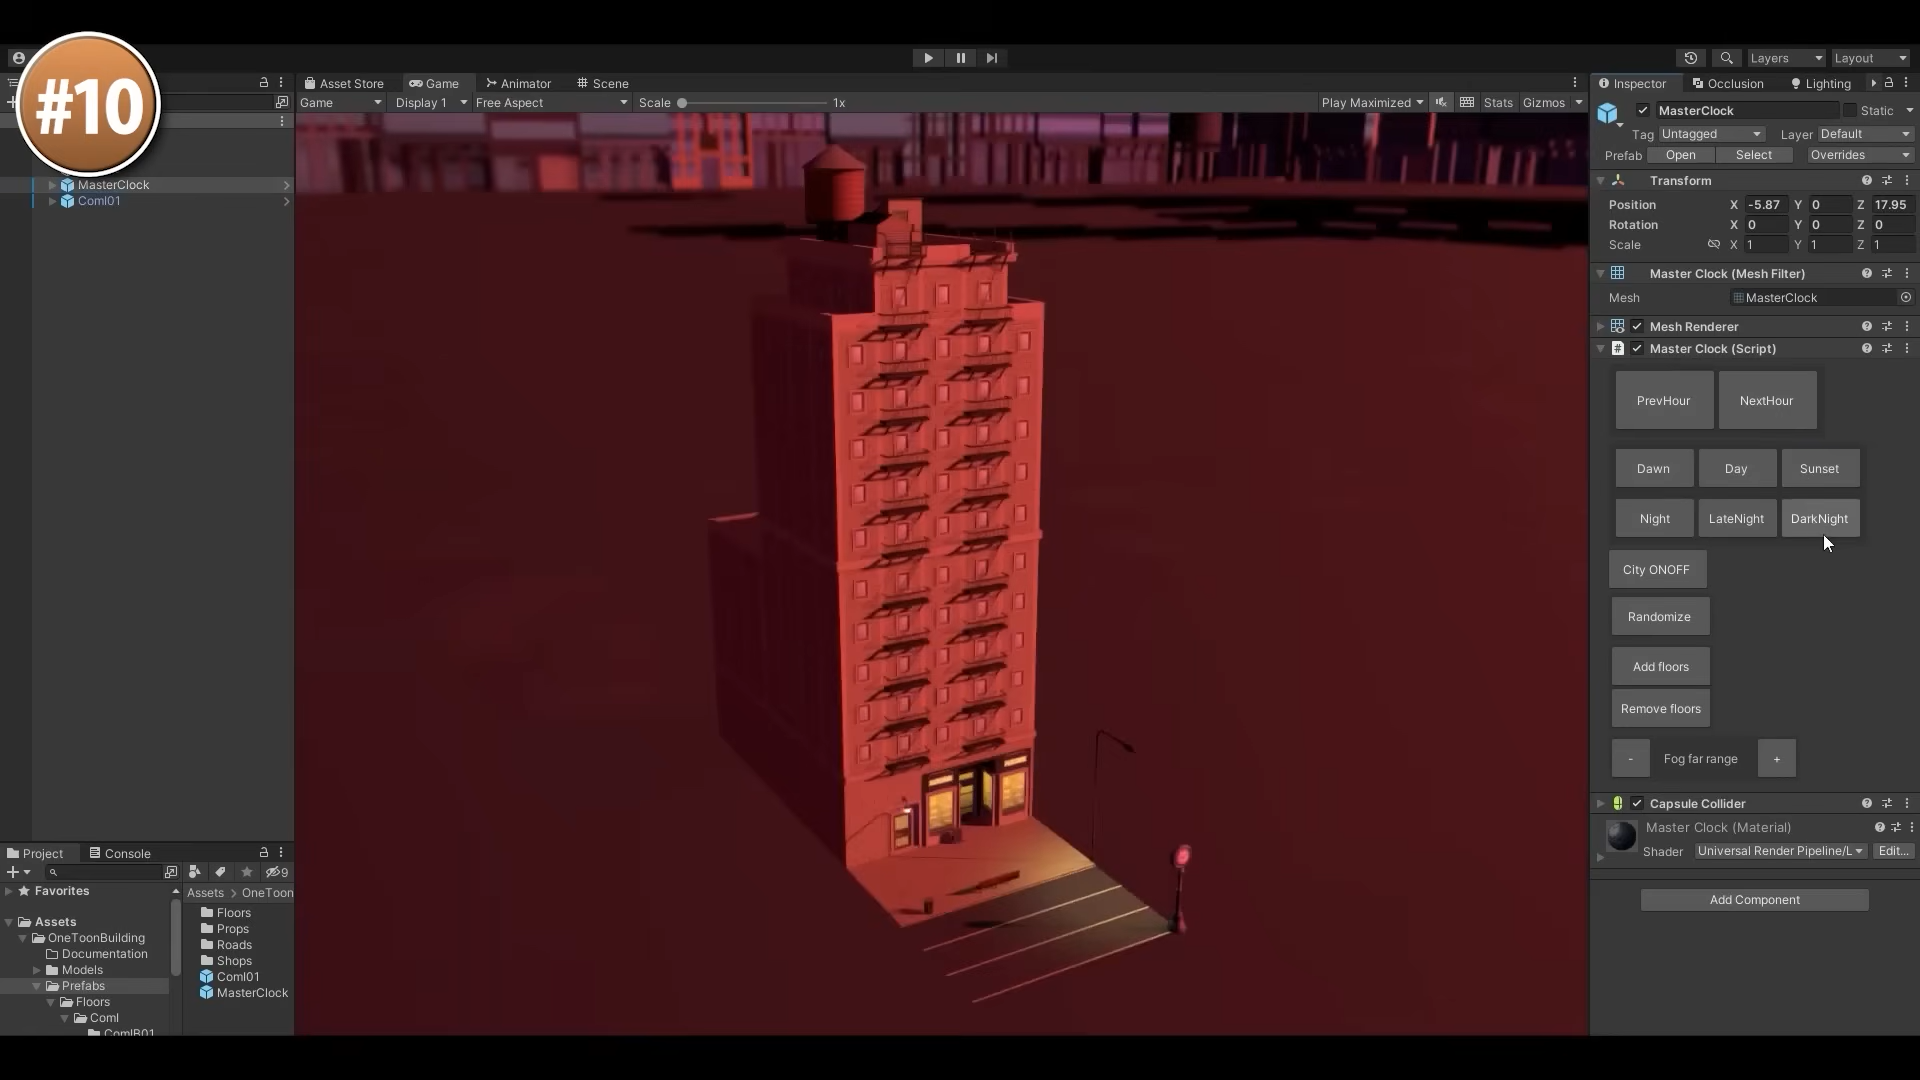 #10
Asset Store
Game
Animator
Scene
Game
Display 1
Free Aspect
Scale
1x
Play Maximized
Stats
Gizmos
MasterClock
Coml01
Layers
Layout
Inspector
Occlusion
Lighting
MasterClock
Static
Tag Untagged
Layer Default
Prefab
Open
Select
Overrides
Transform
Position X -5.87 Y 0 Z 17.95
Rotation X 0 Y 0 Z 0
Scale X 1 Y 1 Z 1
Master Clock (Mesh Filter)
Mesh MasterClock
Mesh Renderer
# Master Clock (Script)
PrevHour NextHour
Dawn Day Sunset
Night LateNight DarkNight
City ONOFF
Randomize
Add floors
Remove floors
- Fog far range +
Capsule Collider
Master Clock (Material)
Shader Universal Render Pipeline/L Edit...
Add Component
Project
Console
9
Favorites
Assets
OneToonBuilding
Documentation
Models
Prefabs
Floors
Coml
ComlB01
Assets > OneToon
Floors
Props
Roads
Shops
Coml01
MasterClock